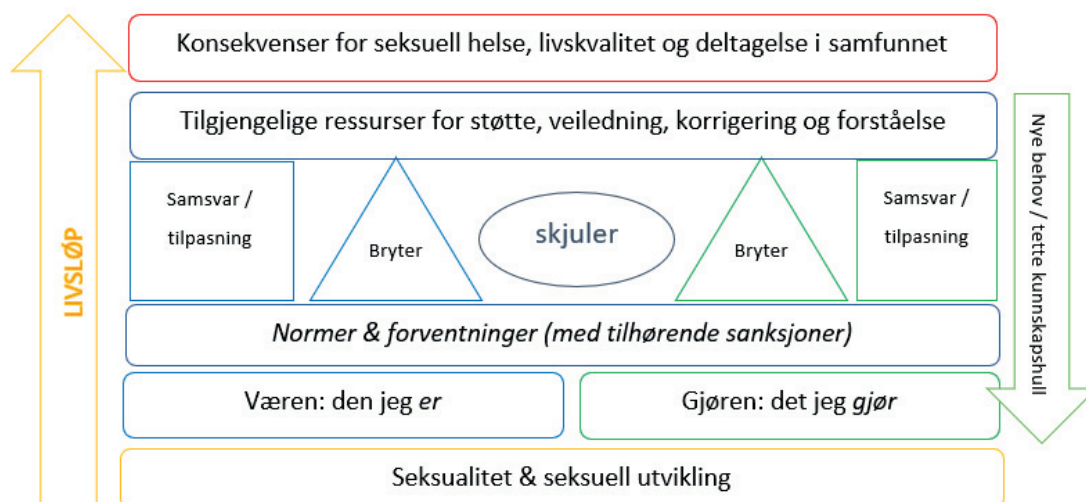 Konsekvenser for seksuell helse, livskvalitet og deltagelse i samfunnet
Tilgjengelige ressurser for støtte, veiledning, korrigering og forståelse
Samsvar /
tilpasning
Bryter
skjuler
Bryter
Samsvar /
tilpasning
Normer & forventninger (med tilhørende sanksjoner)
Væren: den jeg er
Gjøren: det jeg gjør
Seksualitet & seksuell utvikling
LIVSLØP
Nye behov / tette kunnskapshull